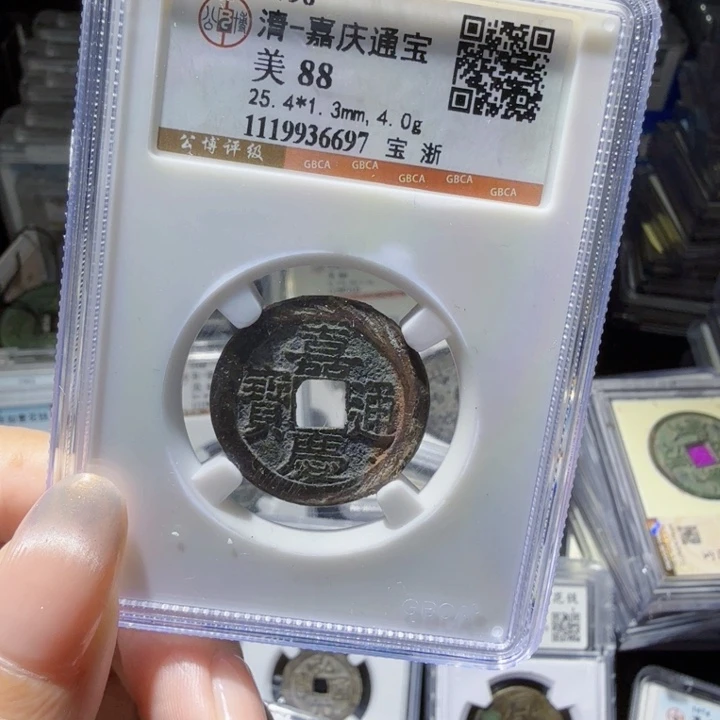 清-嘉庆通宝
美 88
25.4*1.3mm, 4.0g
1119936697 宝 浙
公博评级 GBCA GBCA GBCA GBCA GBCA
嘉
寶 通
慶
GBCA